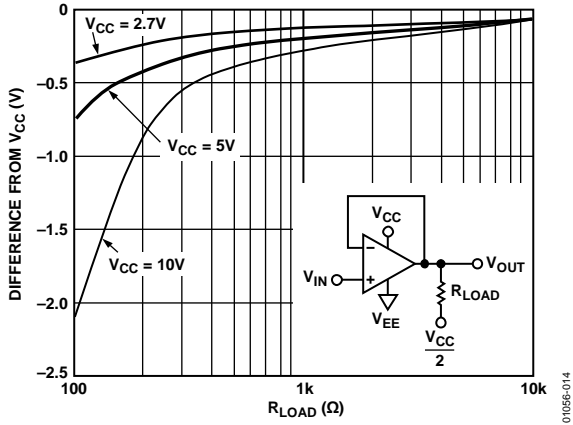 0
–0.5
–1.0
–1.5
–2.0
–2.5
DIFFERENCE FROM VCC (V)
VCC = 2.7V
VCC = 5V
VCC = 10V
100
1k
10k
RLOAD (Ω)
VCC
–
+
VIN
VOUT
RLOAD
VEE
VCC
2
01056-014